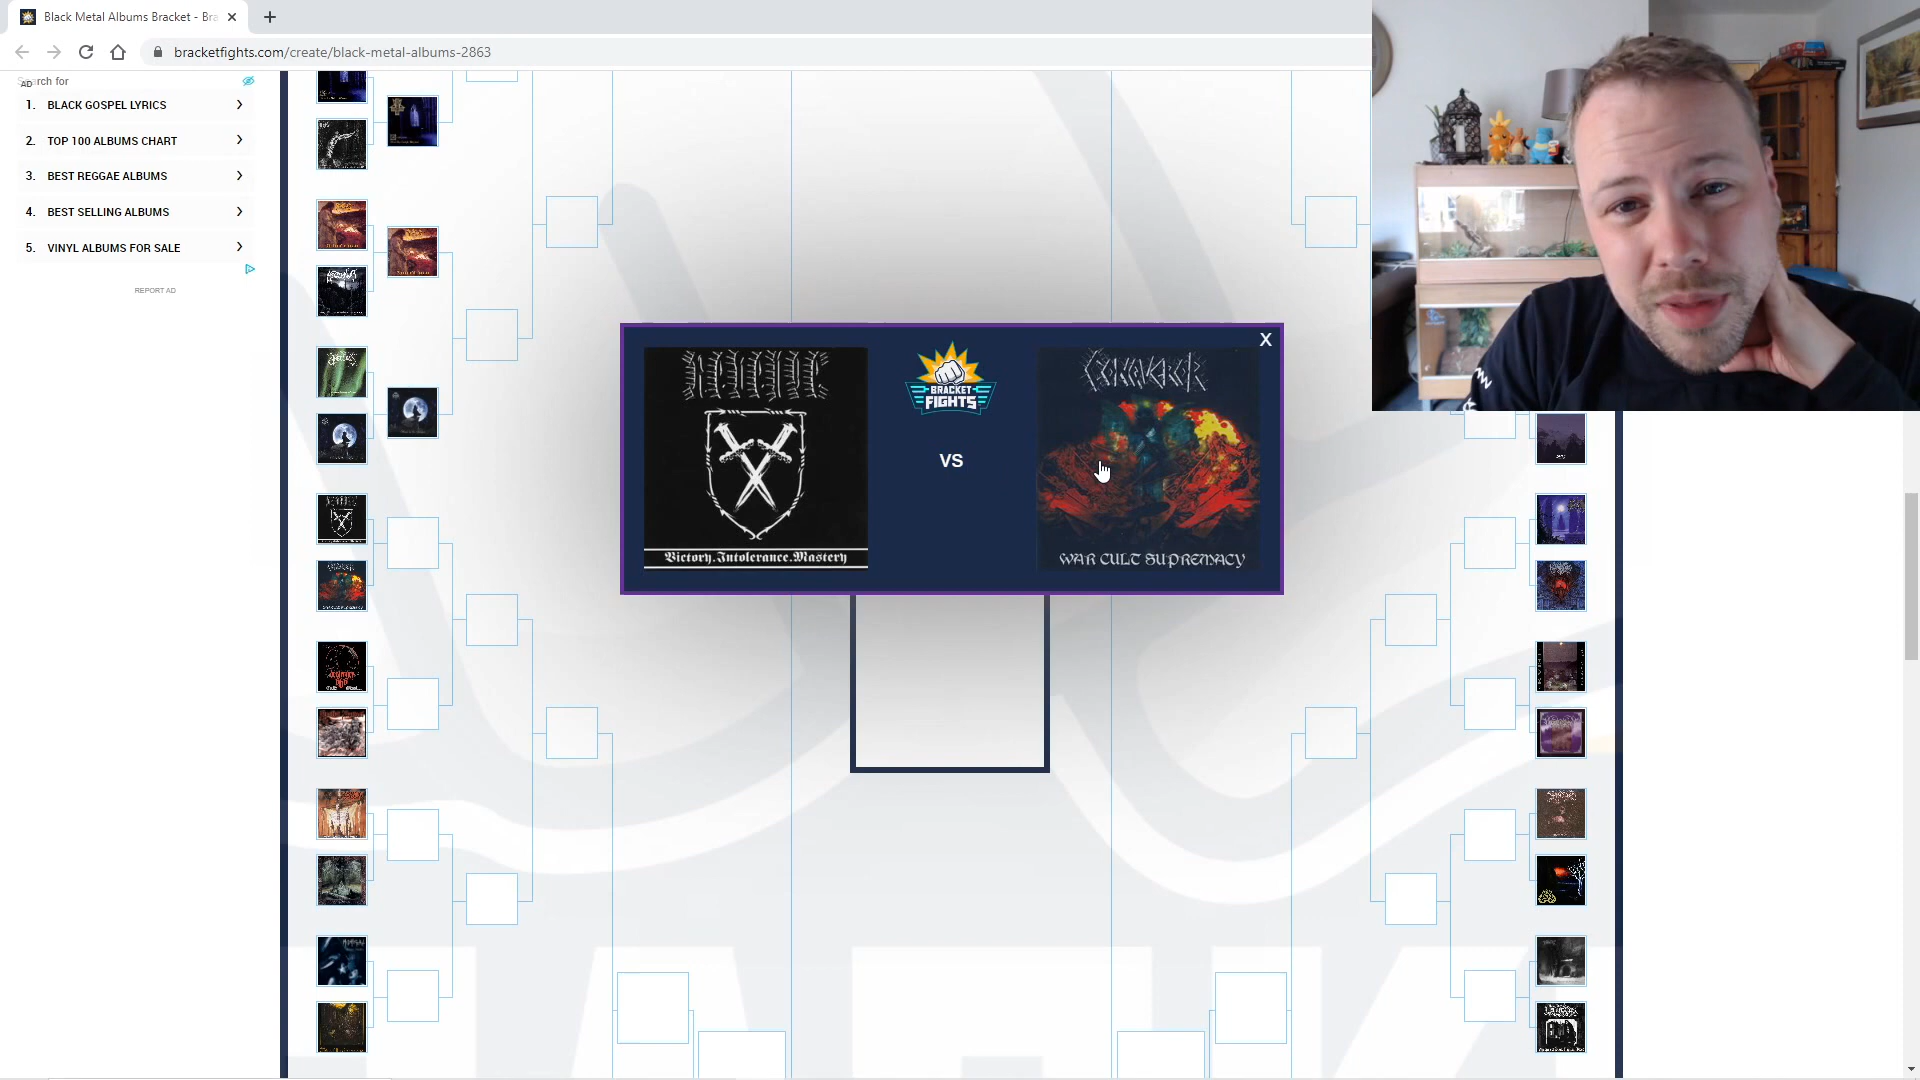 Black Metal Albums Bracket - Bra
bracketfights.com/create/black-metal-albums-2863
AD
Search for
1. BLACK GOSPEL LYRICS
2. TOP 100 ALBUMS CHART
3. BEST REGGAE ALBUMS
4. BEST SELLING ALBUMS
5. VINYL ALBUMS FOR SALE
REPORT AD
X
BRACKET
FIGHTS
VS
Victory.Intolerance.Mastery
CONQUEROR
WAR CULT SUPREMACY